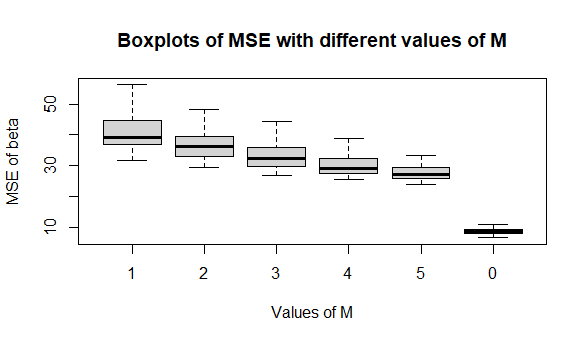 Boxplots of MSE with different values of M
MSE of beta
50
30
10
1 2 3 4 5 0
Values of M